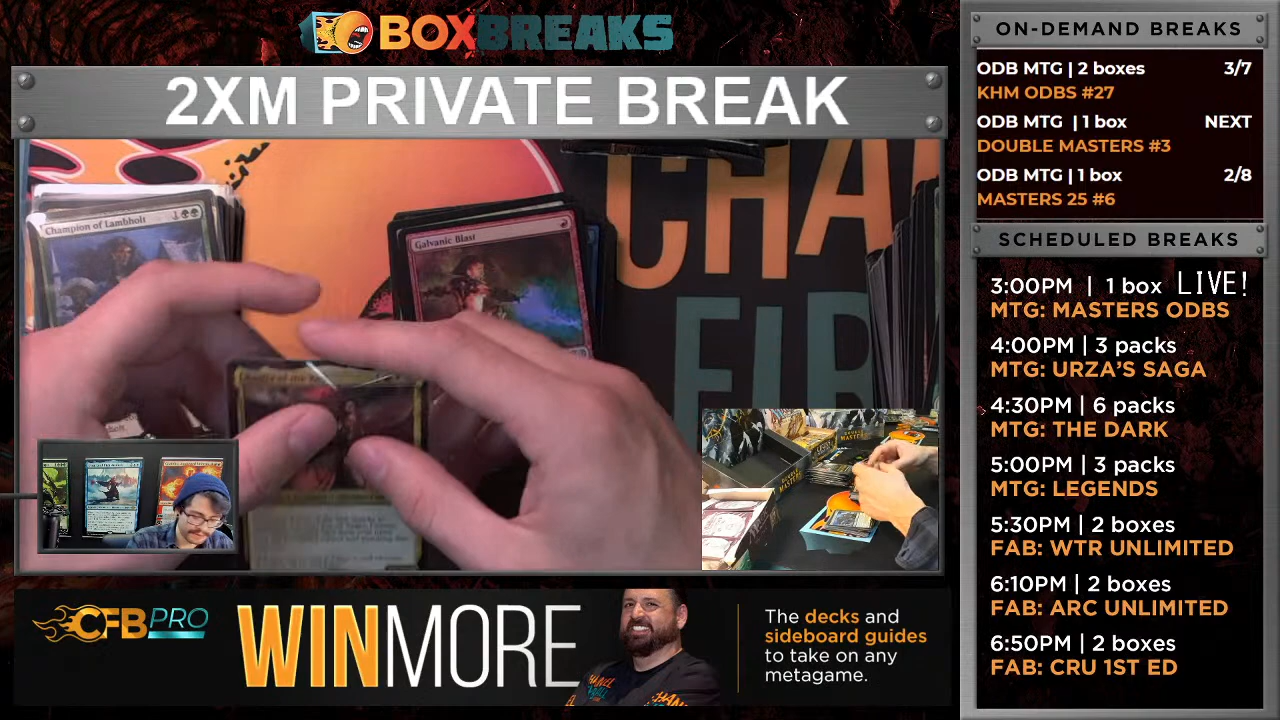 BOXBREAKS
2XM PRIVATE BREAK
Champion of Lambholt
Galvanic Blast
CHA
FIR
CFBPRO
WINMORE
The decks and
sideboard guides
to take on any
metagame.
ON-DEMAND BREAKS
ODB MTG | 2 boxes 3/7
KHM ODBS #27
ODB MTG | 1 box NEXT
DOUBLE MASTERS #3
ODB MTG | 1 box 2/8
MASTERS 25 #6
SCHEDULED BREAKS
3:00PM | 1 box LIVE!
MTG: MASTERS ODBS
4:00PM | 3 packs
MTG: URZA'S SAGA
4:30PM | 6 packs
MTG: THE DARK
5:00PM | 3 packs
MTG: LEGENDS
5:30PM | 2 boxes
FAB: WTR UNLIMITED
6:10PM | 2 boxes
FAB: ARC UNLIMITED
6:50PM | 2 boxes
FAB: CRU 1ST ED